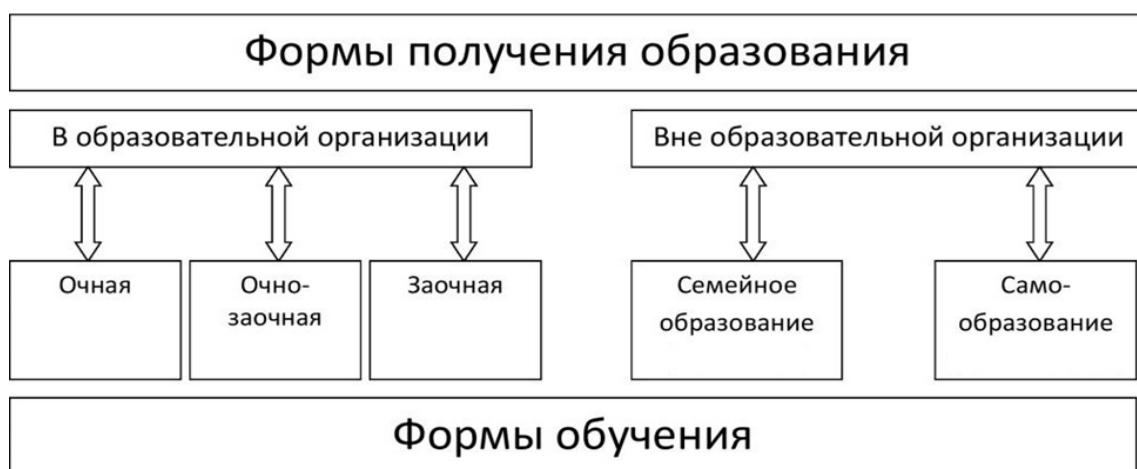 Формы получения образования
В образовательной организации
Вне образовательной организации
Очная
Очно-
заочная
Заочная
Семейное
образование
Само-
образование
Формы обучения